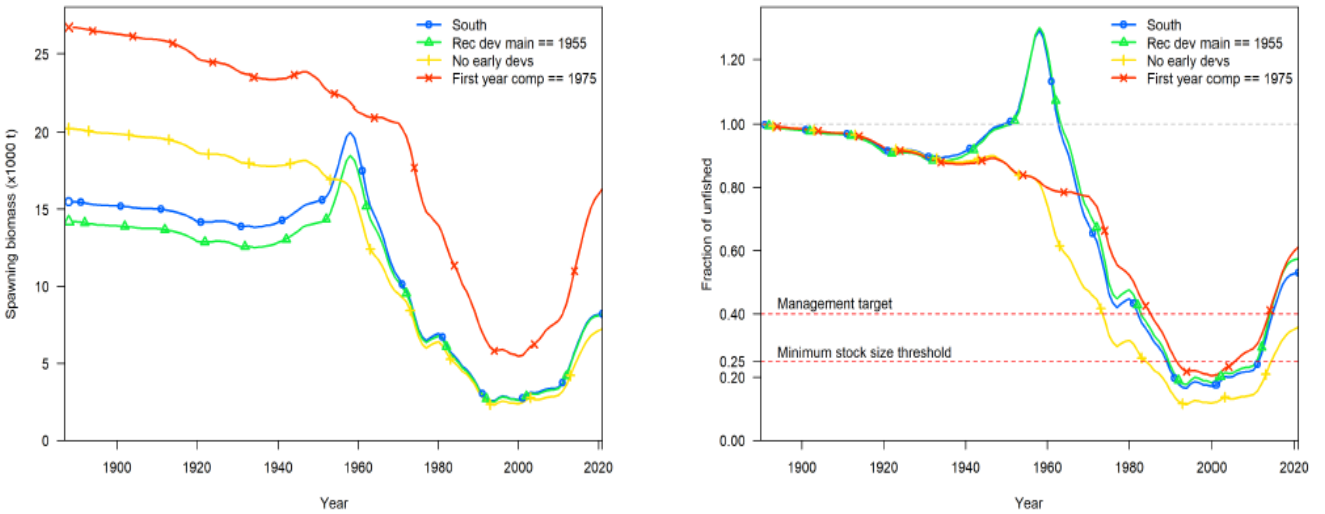 South
Rec dev main == 1955
No early devs
First year comp == 1975
25
20
15
10
5
0
Spawning biomass (x1000 t)
1900 1920 1940 1960 1980 2000 2020
Year
South
Rec dev main == 1955
No early devs
First year comp == 1975
1.20
1.00
0.80
0.60
0.40
0.25
0.20
0.00
Fraction of unfished
Management target
Minimum stock size threshold
1900 1920 1940 1960 1980 2000 2020
Year